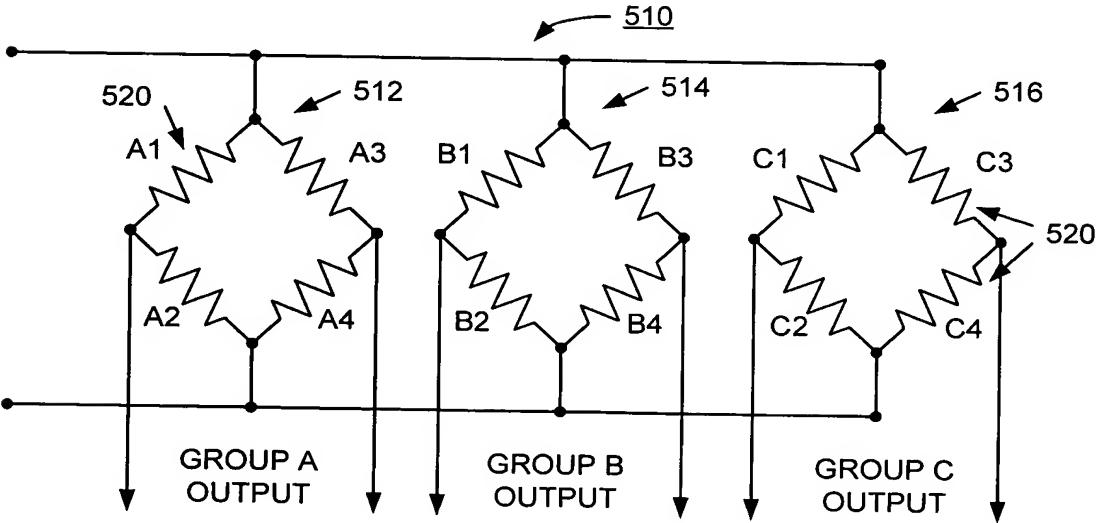 510
520
512
514
516
A1
A3
B1
B3
C1
C3
520
A2
A4
B2
B4
C2
C4
GROUP A
OUTPUT
GROUP B
OUTPUT
GROUP C
OUTPUT